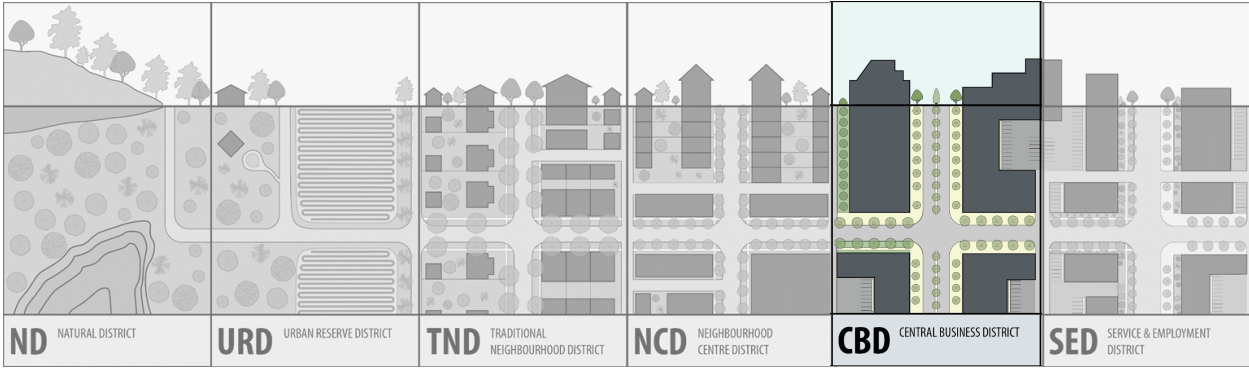 ND NATURAL DISTRICT
URD URBAN RESERVE DISTRICT
TND TRADITIONAL
NEIGHBOURHOOD DISTRICT
NCD NEIGHBOURHOOD
CENTRE DISTRICT
CBD CENTRAL BUSINESS DISTRICT
SED SERVICE & EMPLOYMENT
DISTRICT